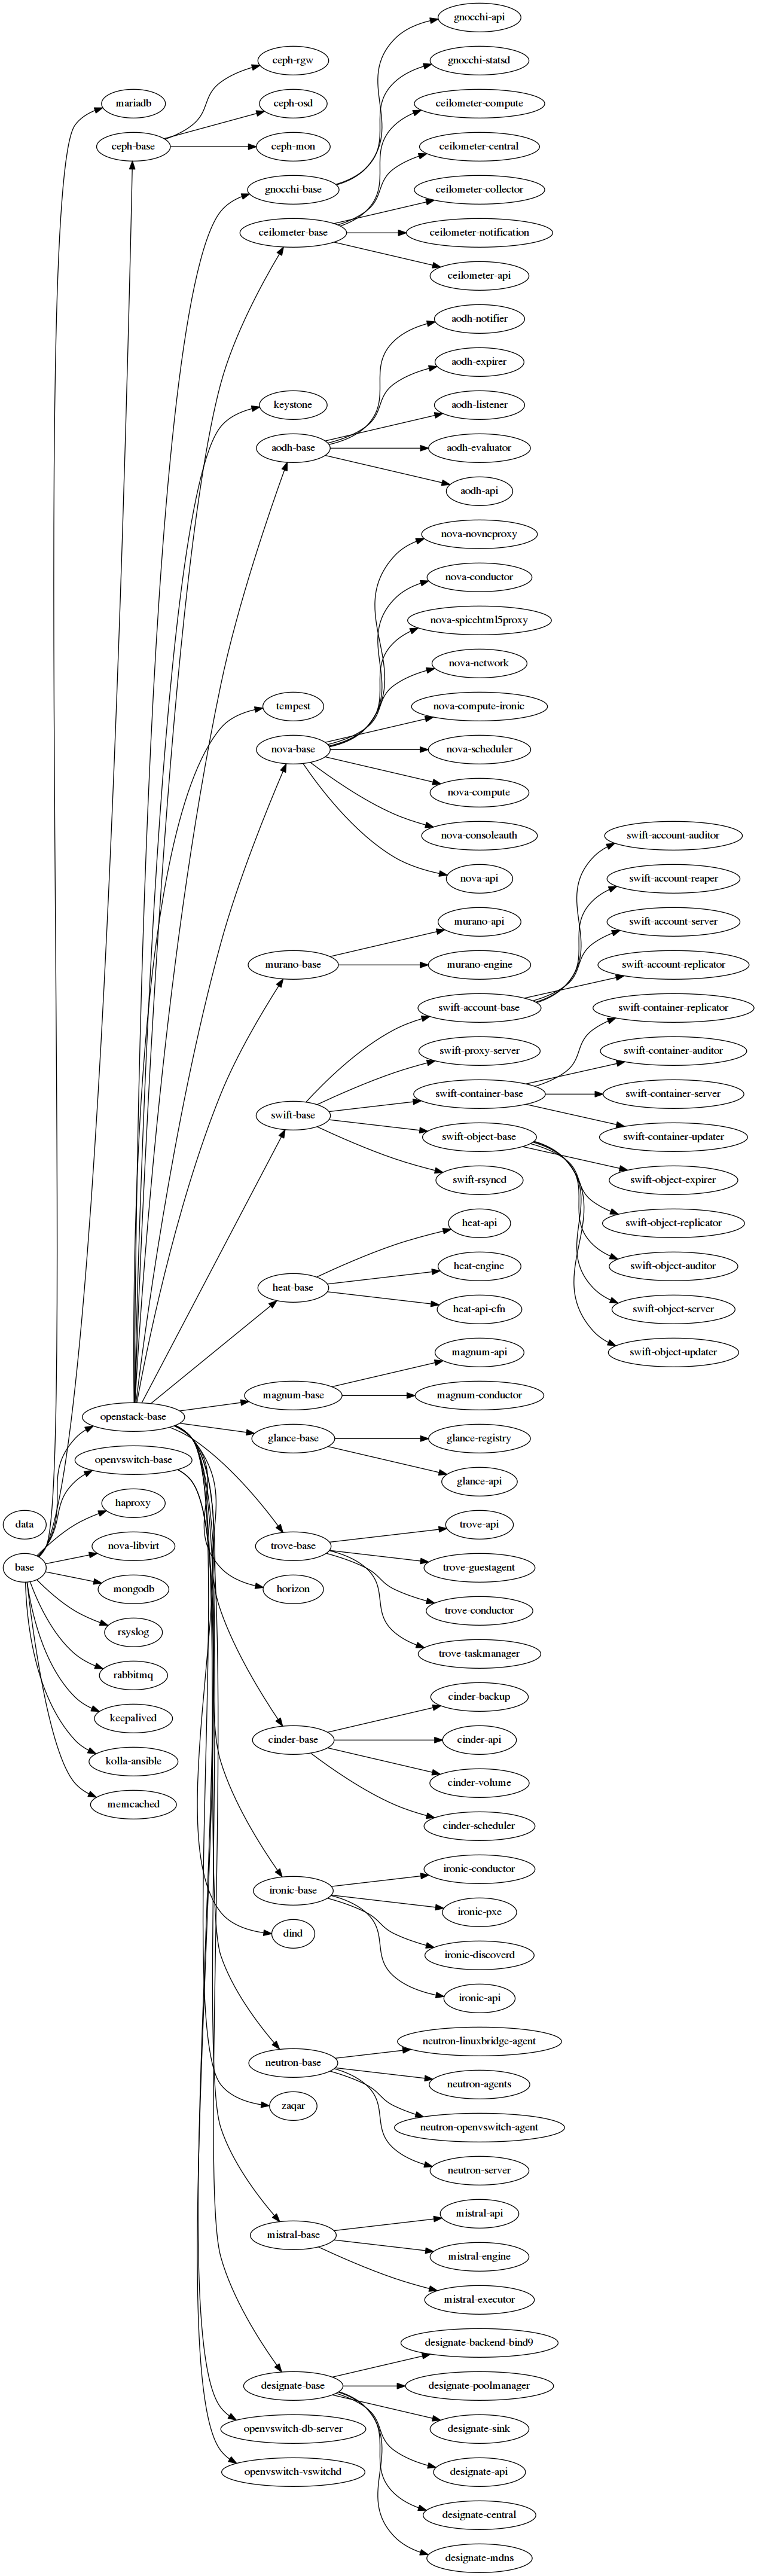 gnocchi-api
ceph-rgw
gnocchi-statsd
mariadb
ceph-osd
ceilometer-compute
ceph-base
ceph-mon
ceilometer-central
gnocchi-base
ceilometer-collector
ceilometer-base
ceilometer-notification
ceilometer-api
aodh-notifier
aodh-expirer
keystone
aodh-listener
aodh-base
aodh-evaluator
aodh-api
nova-novncproxy
nova-conductor
nova-spicehtml5proxy
nova-network
tempest
nova-compute-ironic
nova-base
nova-scheduler
nova-compute
nova-consoleauth
swift-account-auditor
nova-api
swift-account-reaper
murano-api
swift-account-server
murano-base
murano-engine
swift-account-replicator
swift-account-base
swift-container-replicator
swift-proxy-server
swift-container-auditor
swift-container-base
swift-container-server
swift-base
swift-object-base
swift-container-updater
swift-rsyncd
swift-object-expirer
heat-api
swift-object-replicator
heat-engine
swift-object-auditor
heat-base
heat-api-cfn
swift-object-server
magnum-api
swift-object-updater
magnum-base
magnum-conductor
openstack-base
glance-base
glance-registry
openvswitch-base
glance-api
haproxy
data
trove-api
nova-libvirt
trove-base
base
trove-guestagent
mongodb
horizon
trove-conductor
rsyslog
trove-taskmanager
rabbitmq
cinder-backup
keepalived
cinder-base
cinder-api
kolla-ansible
cinder-volume
memcached
cinder-scheduler
ironic-conductor
ironic-base
ironic-pxe
dind
ironic-discoverd
ironic-api
neutron-linuxbridge-agent
neutron-base
neutron-agents
zaqar
neutron-openvswitch-agent
neutron-server
mistral-api
mistral-base
mistral-engine
mistral-executor
designate-backend-bind9
designate-base
designate-poolmanager
openvswitch-db-server
designate-sink
openvswitch-vswitchd
designate-api
designate-central
designate-mdns